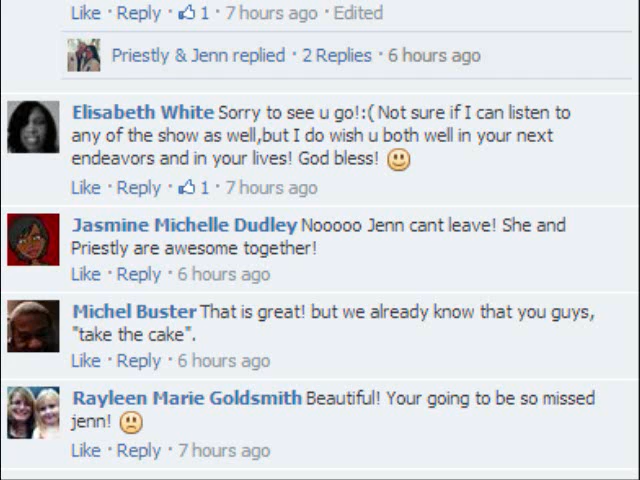 Like · Reply · 1 · 7 hours ago · Edited
Priestly & Jenn replied · 2 Replies · 6 hours ago
Elisabeth White Sorry to see u go!:( Not sure if I can listen to
any of the show as well,but I do wish u both well in your next
endeavors and in your lives! God bless!
Like · Reply · 1 · 7 hours ago
Jasmine Michelle Dudley Nooooo Jenn cant leave! She and
Priestly are awesome together!
Like · Reply · 6 hours ago
Michel Buster That is great! but we already know that you guys,
"take the cake".
Like · Reply · 6 hours ago
Rayleen Marie Goldsmith Beautiful! Your going to be so missed
jenn!
Like · Reply · 7 hours ago